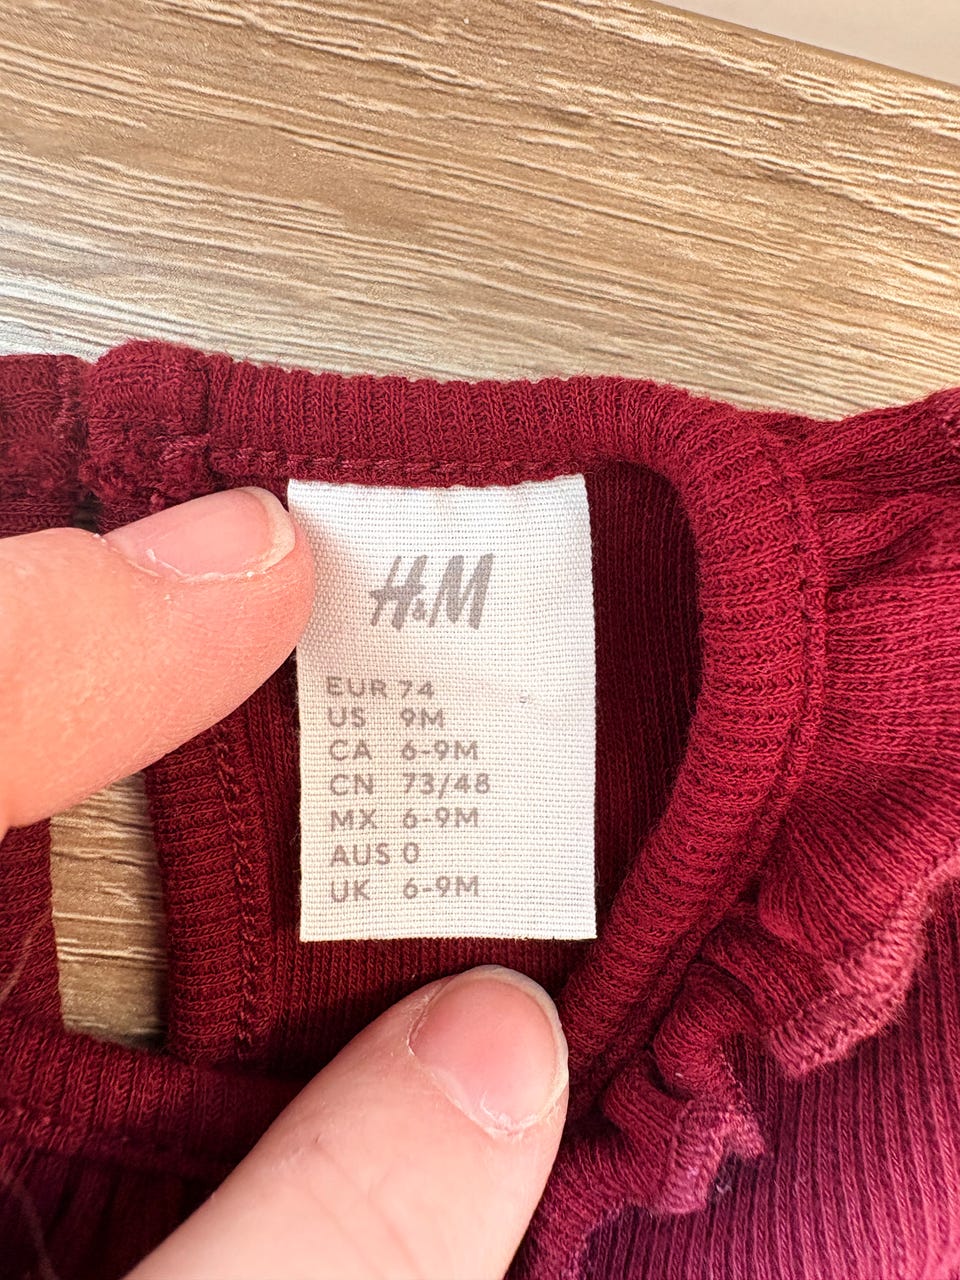 H&M
EUR 74
US 9M
CA 6-9M
CN 73/48
MX 6-9M
AUS 0
UK 6-9M